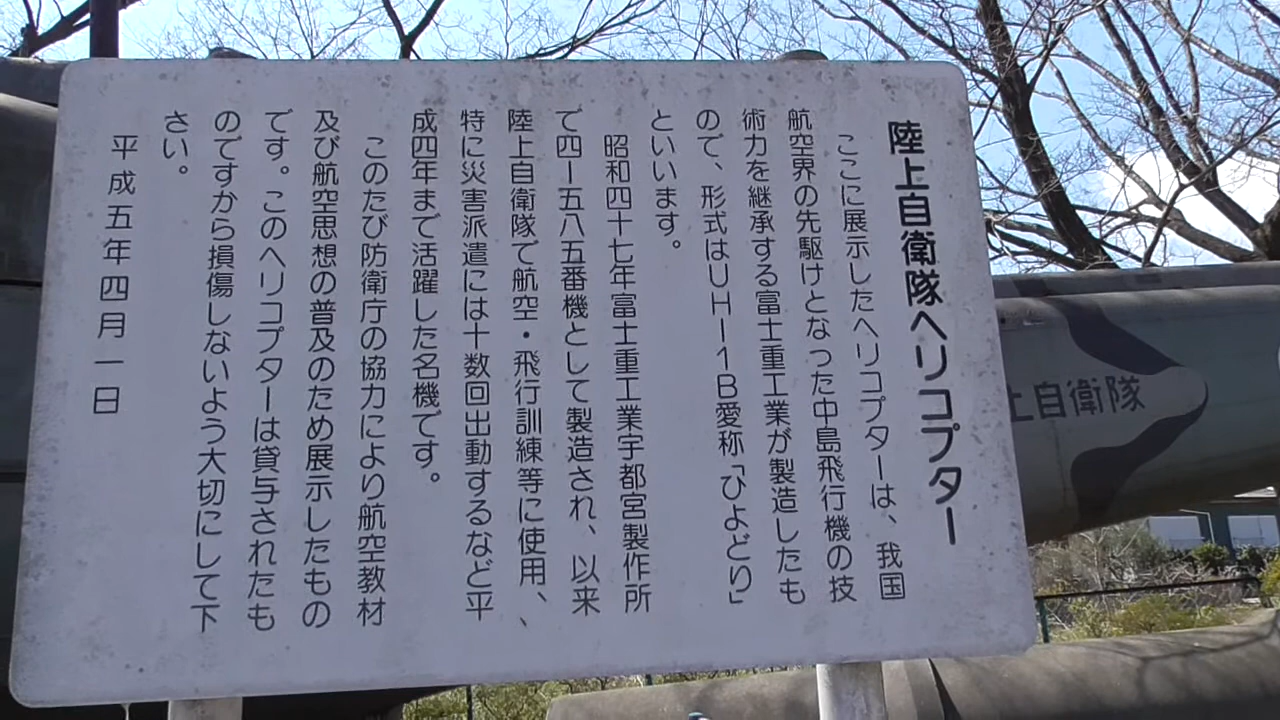 陸上自衛隊ヘリコプター
ここに展示したヘリコプターは、我国
航空界の先駆けとなった中島飛行機の技
術力を継承する富士重工業が製造したも
ので、形式はUHー1B愛称「ひよどり」
といいます。
昭和四十七年富士重工業宇都宮製作所
で四ー五八五番機として製造され、以来
陸上自衛隊で航空・飛行訓練等に使用、
特に災害派遣には十数回出動するなど平
成四年まで活躍した名機です。
このたび防衛庁の協力により航空教材
及び航空思想の普及のため展示したもの
です。このヘリコプターは貸与されたも
のですから損傷しないよう大切にして下
さい。
平成五年四月一日
上自衛隊